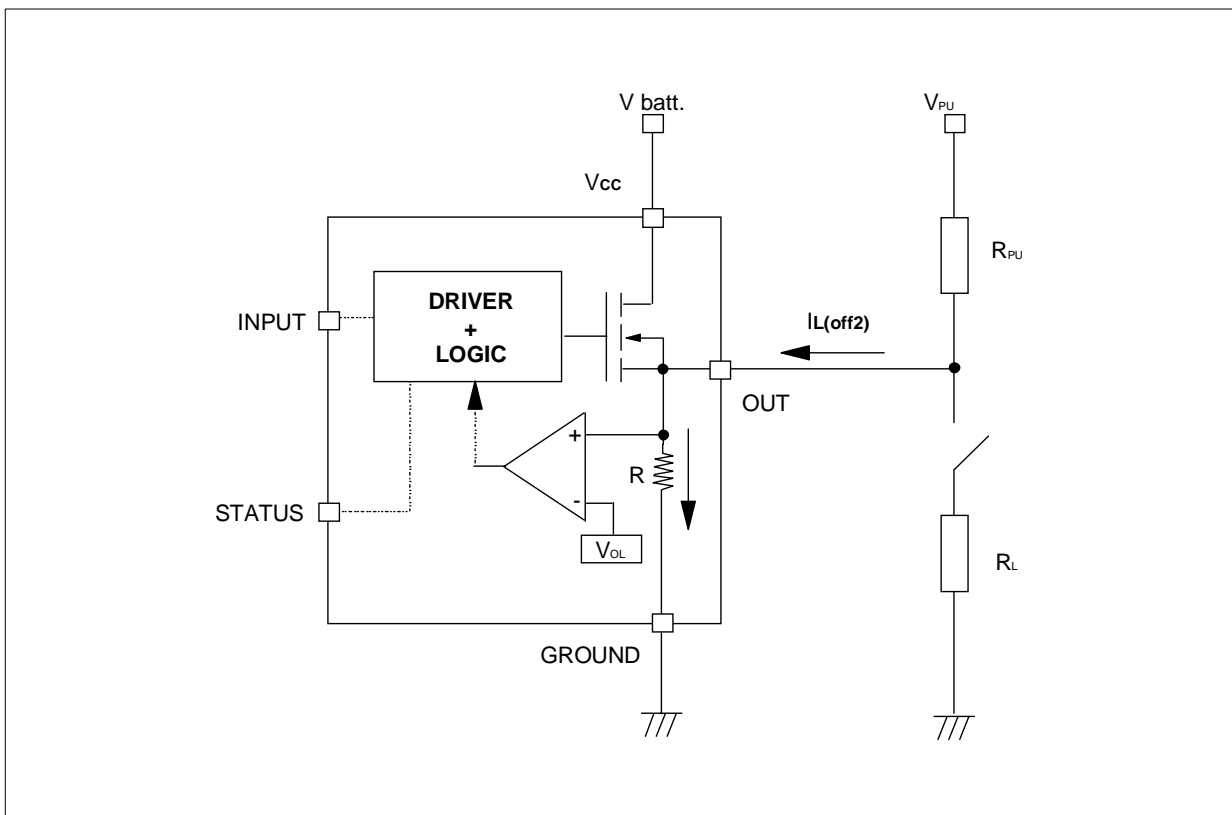 V batt.
VPU
Vcc
RPU
DRIVER
+
LOGIC
INPUT
IL(off2)
OUT
+
R
-
STATUS
VOL
RL
GROUND